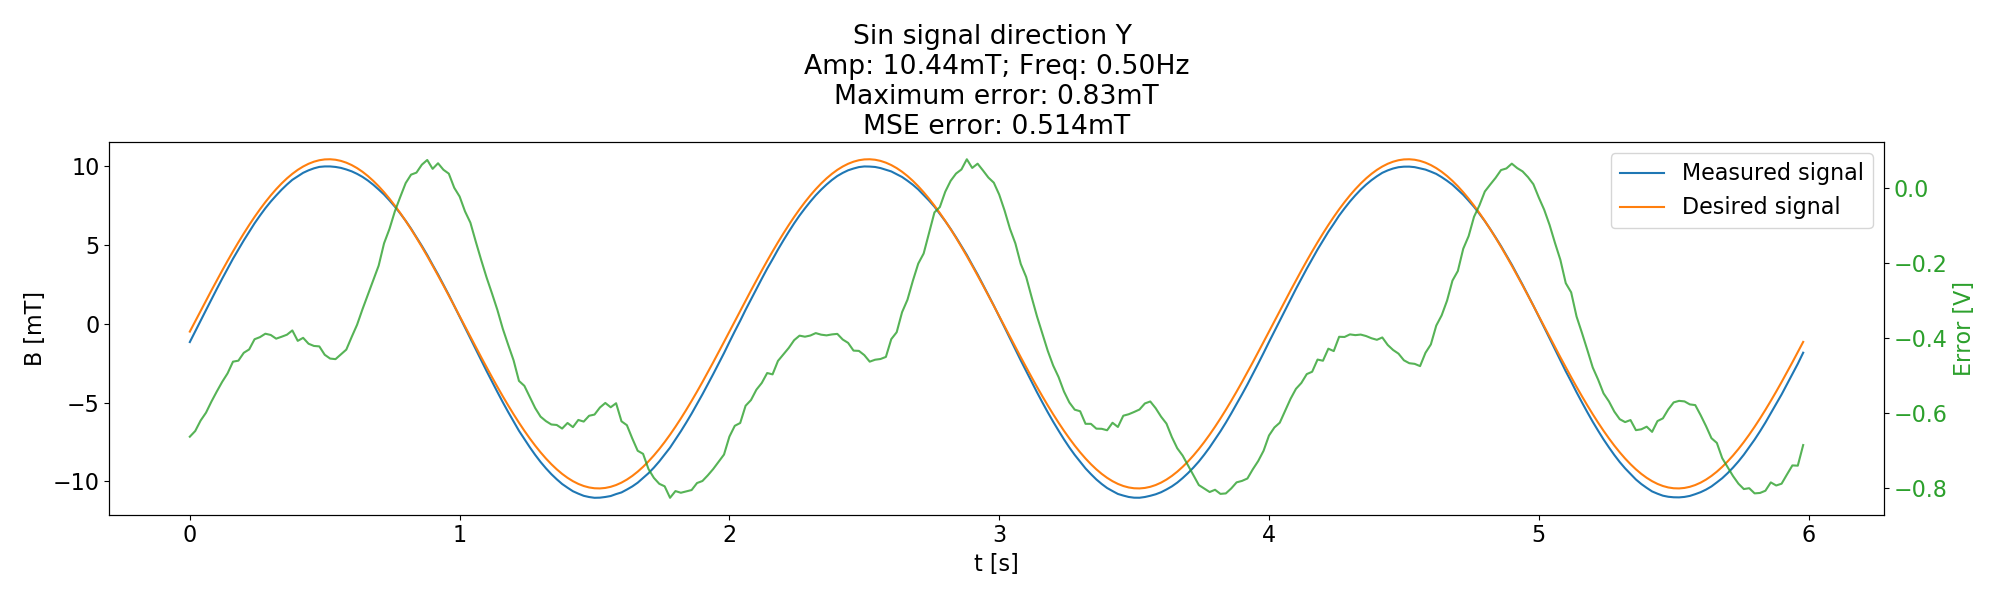 Sin signal direction Y
Amp: 10.44mT; Freq: 0.50Hz
Maximum error: 0.83mT
MSE error: 0.514mT
Measured signal
Desired signal
B [mT]
10
5
0
−5
−10
0.0
−0.2
−0.4
−0.6
−0.8
Error [V]
0 1 2 3 4 5 6
t [s]